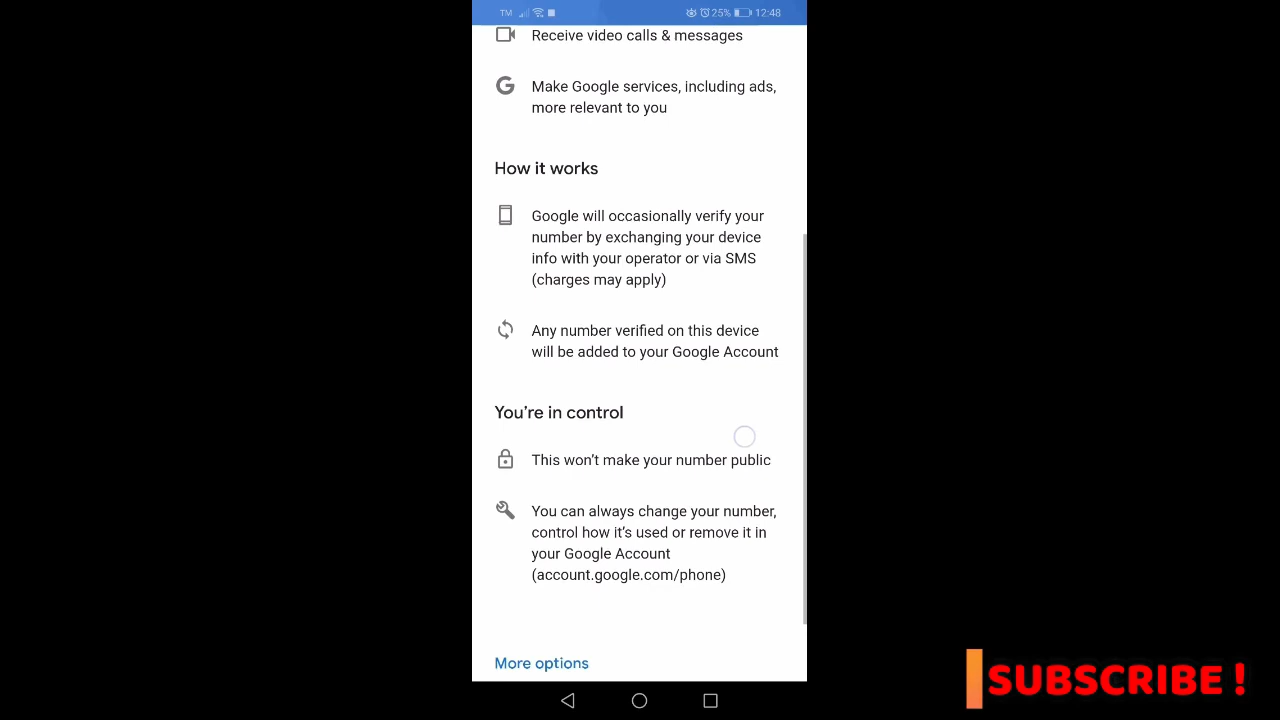 TM 25% 12:48
Receive video calls & messages
Make Google services, including ads,
more relevant to you
How it works
Google will occasionally verify your
number by exchanging your device
info with your operator or via SMS
(charges may apply)
Any number verified on this device
will be added to your Google Account
You’re in control
This won’t make your number public
You can always change your number,
control how it’s used or remove it in
your Google Account
(account.google.com/phone)
More options
SUBSCRIBE !